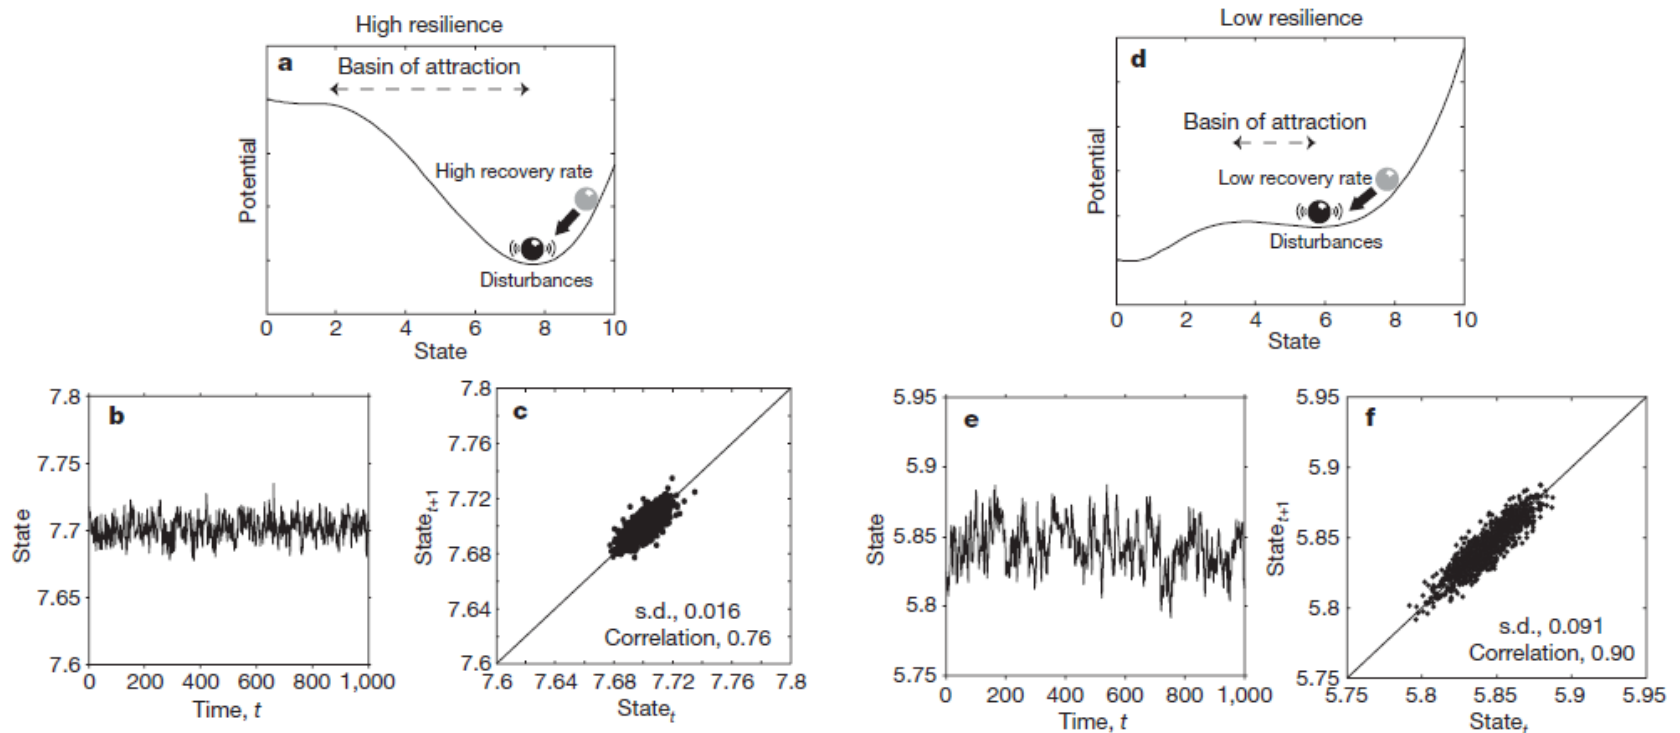 High resilience
a
Basin of attraction
High recovery rate
Disturbances
Potential
0 2 4 6 8 10
State
Low resilience
d
Basin of attraction
Low recovery rate
Disturbances
Potential
0 2 4 6 8 10
State
b
7.8
7.75
7.7
7.65
7.6
State
0 200 400 600 800 1,000
Time, t
c
7.8
7.76
7.72
7.68
7.64
7.6
State t+1
s.d., 0.016
Correlation, 0.76
7.6 7.64 7.68 7.72 7.76 7.8
State t
e
5.95
5.9
5.85
5.8
5.75
State
0 200 400 600 800 1,000
Time, t
f
5.95
5.9
5.85
5.8
5.75
State t+1
s.d., 0.091
Correlation, 0.90
5.75 5.8 5.85 5.9 5.95
State t